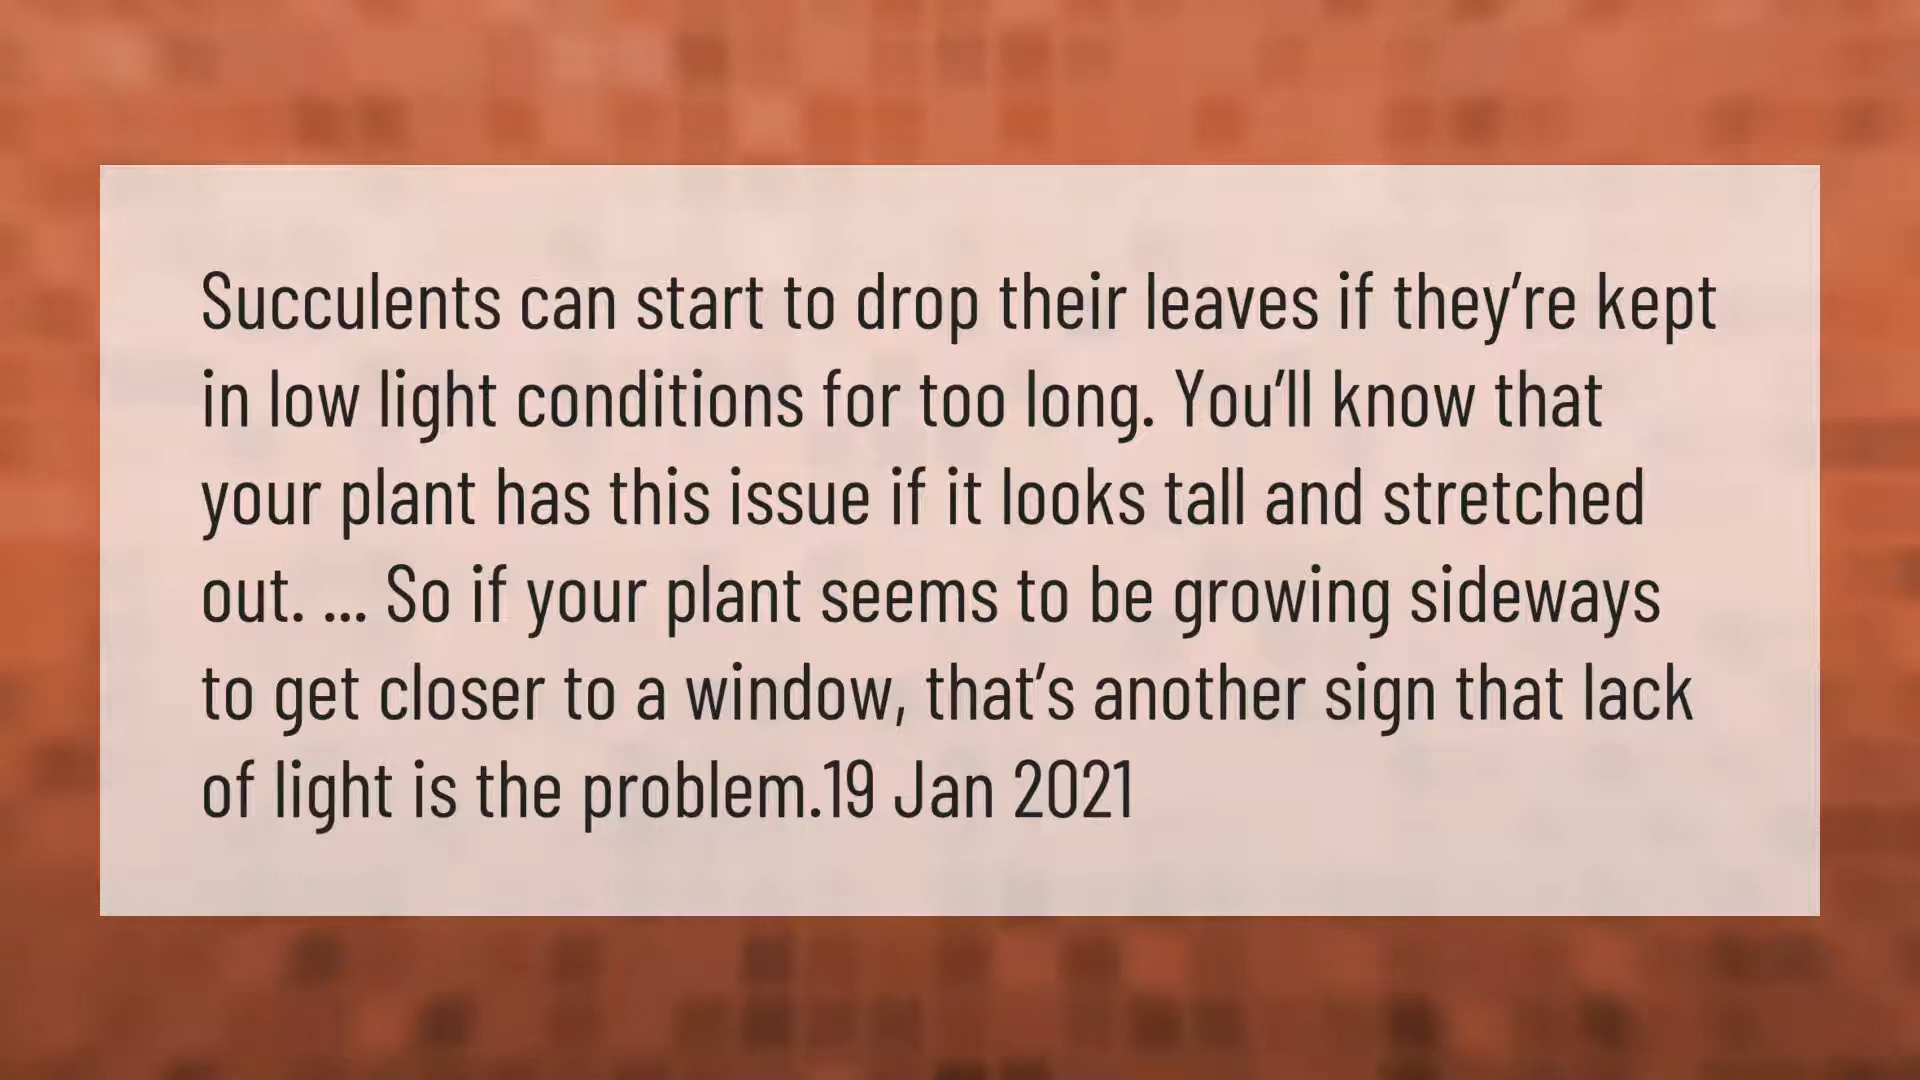 Succulents can start to drop their leaves if they’re kept
in low light conditions for too long. You’ll know that
your plant has this issue if it looks tall and stretched
out. ... So if your plant seems to be growing sideways
to get closer to a window, that’s another sign that lack
of light is the problem.19 Jan 2021